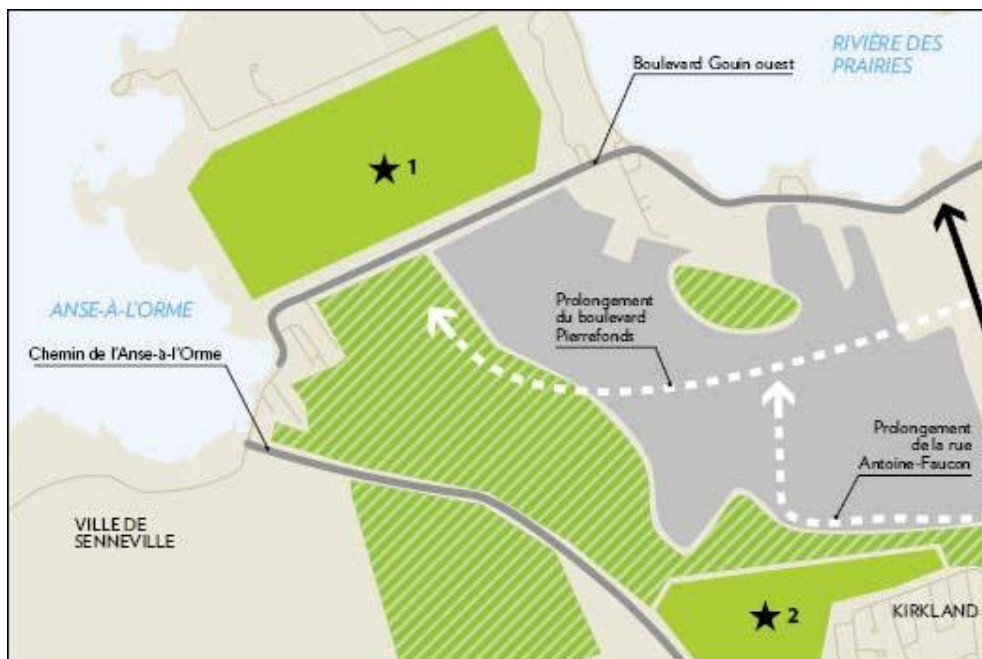 RIVIÈRE DES
PRAIRIES
Boulevard Gouin ouest
1
ANSE-À-L'ORME
Prolongement
du boulevard
Pierrefonds
Chemin de l'Anse-à-l'Orme
Prolongement
de la rue
Antoine-Faucon
VILLE DE
SENNEVILLE
2
KIRKLAND